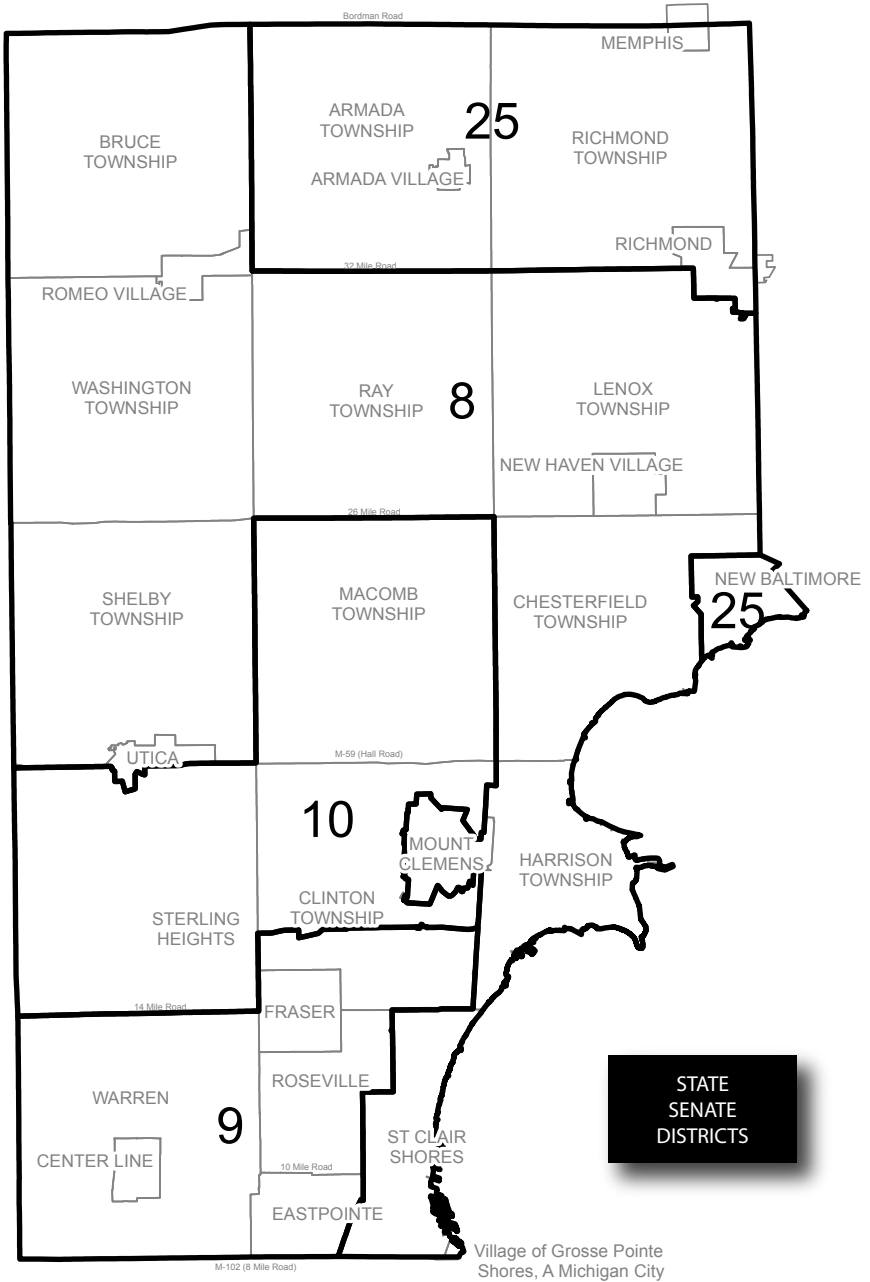 Bordman Road
MEMPHIS
ARMADA
TOWNSHIP
25
BRUCE
TOWNSHIP
RICHMOND
TOWNSHIP
ARMADA VILLAGE
RICHMOND
32 Mile Road
ROMEO VILLAGE
WASHINGTON
TOWNSHIP
RAY
TOWNSHIP
8
LENOX
TOWNSHIP
NEW HAVEN VILLAGE
26 Mile Road
SHELBY
TOWNSHIP
MACOMB
TOWNSHIP
CHESTERFIELD
TOWNSHIP
NEW BALTIMORE
25
UTICA
M-59 (Hall Road)
10
MOUNT
CLEMENS
HARRISON
TOWNSHIP
CLINTON
TOWNSHIP
STERLING
HEIGHTS
14 Mile Road
FRASER
ROSEVILLE
WARREN
9
STATE
SENATE
DISTRICTS
ST CLAIR
SHORES
CENTER LINE
10 Mile Road
EASTPOINTE
M-102 (8 Mile Road)
Village of Grosse Pointe
Shores, A Michigan City